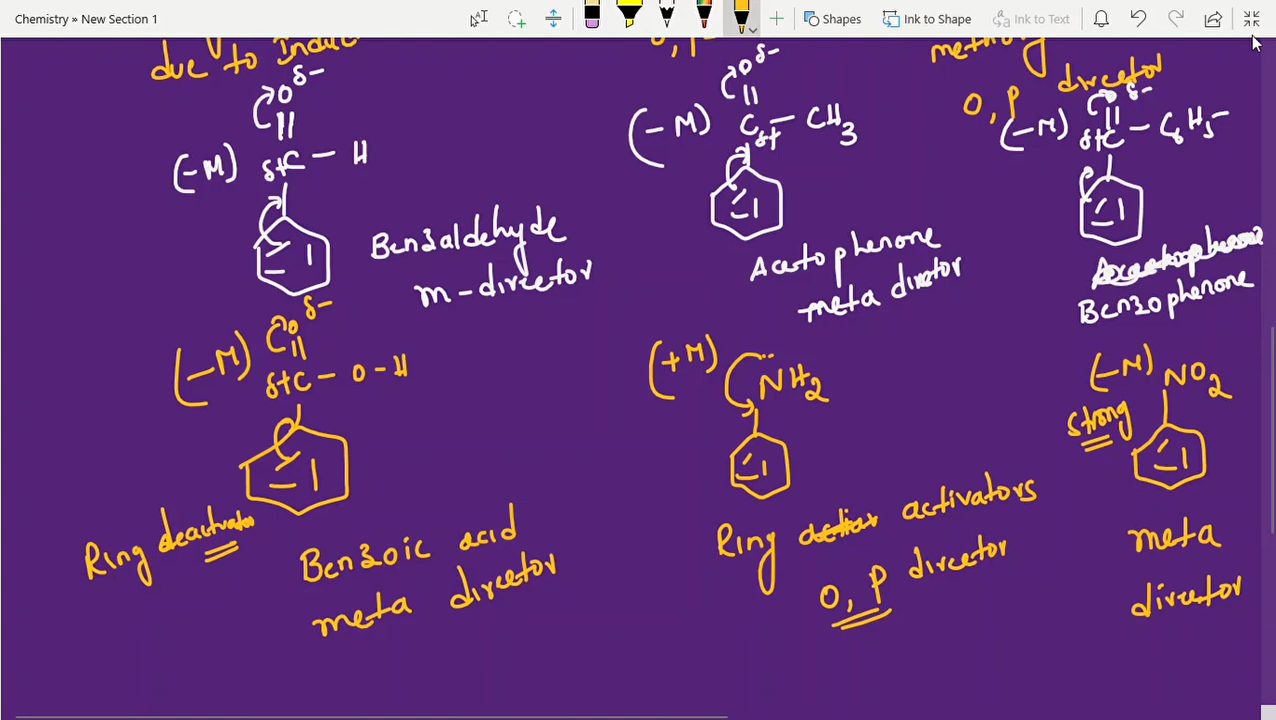 Chemistry » New Section 1
Shapes
Ink to Shape
Ink to Text
due to
O,
O δ-
(-M) δ+C - H
Benzaldehyde
m-director
O δ-
(-M) C - CH3
δ+
Acetophenone
meta director
O, P director
O δ-
(-M) δ+C - C6H5-
Benzophenone
O δ-
(-M) δ+C - O - H
Ring deactivator
Benzoic acid
meta director
(+M) NH2
Ring activators
O, P director
(-M) NO2
strong
meta
director